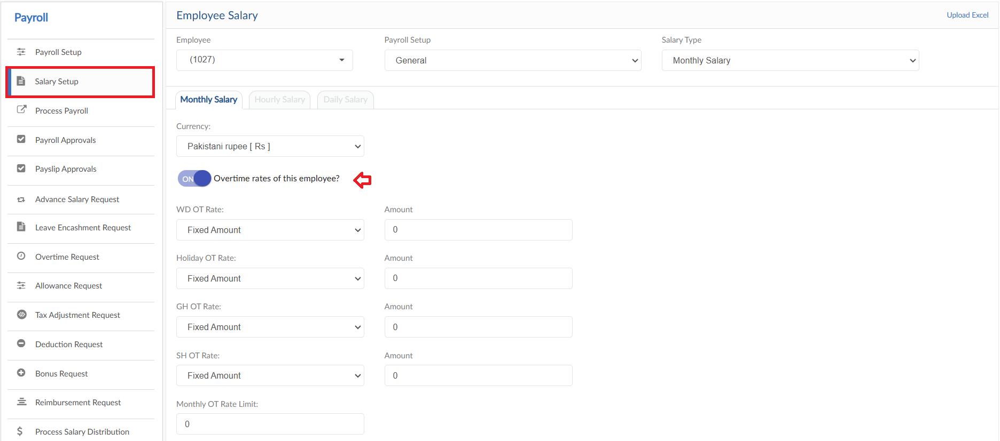 Payroll
Payroll Setup
Salary Setup
Process Payroll
Payroll Approvals
Payslip Approvals
Advance Salary Request
Leave Encashment Request
Overtime Request
Allowance Request
Tax Adjustment Request
Deduction Request
Bonus Request
Reimbursement Request
Process Salary Distribution
Employee Salary
Upload Excel
Employee
Payroll Setup
Salary Type
(1027)
General
Monthly Salary
Monthly Salary
Hourly Salary
Daily Salary
Currency:
Pakistani rupee [ Rs ]
ON Overtime rates of this employee?
WD OT Rate:
Amount
Fixed Amount
0
Holiday OT Rate:
Amount
Fixed Amount
0
GH OT Rate:
Amount
Fixed Amount
0
SH OT Rate:
Amount
Fixed Amount
0
Monthly OT Rate Limit:
0